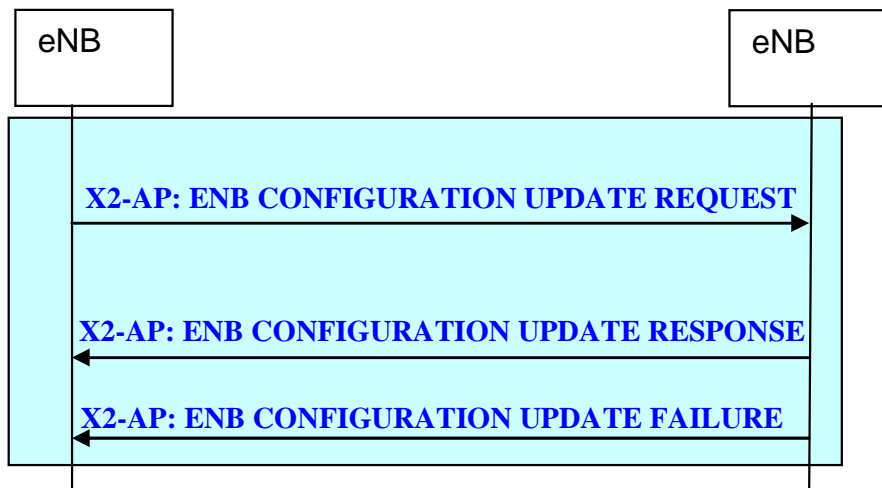 eNB
eNB
X2-AP: ENB CONFIGURATION UPDATE REQUEST
X2-AP: ENB CONFIGURATION UPDATE RESPONSE
X2-AP: ENB CONFIGURATION UPDATE FAILURE